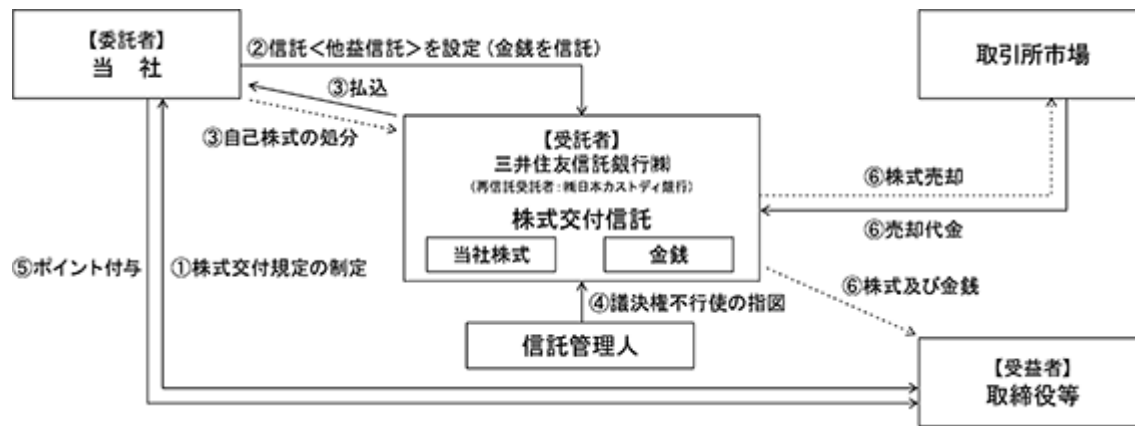 【委託者】
当 社
②信託<他益信託>を設定（金銭を信託）
取引所市場
③払込
③自己株式の処分
【受託者】
三井住友信託銀行㈱
（再信託受託者：㈱日本カストディ銀行）
株式交付信託
当社株式
金銭
⑥株式売却
⑥売却代金
⑤ポイント付与
①株式交付規定の制定
⑥株式及び金銭
④議決権不行使の指図
信託管理人
【受益者】
取締役等